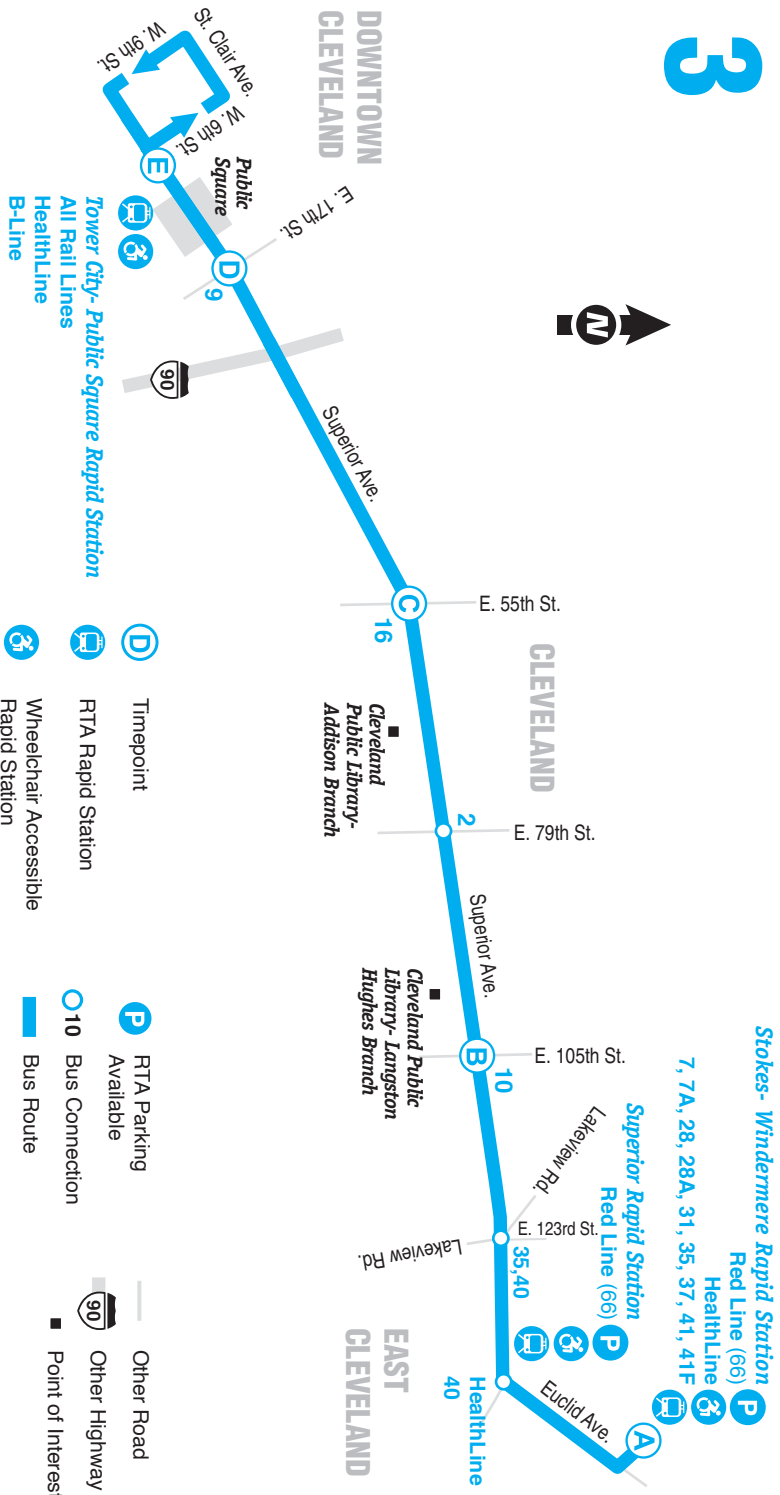 3
DOWNTOWN
CLEVELAND
St. Clair Ave.
W. 9th St.
W. 6th St.
E
Public
Square
E. 17th St.
D
9
Tower City- Public Square Rapid Station
All Rail Lines
HealthLine
B-Line
N
90
Superior Ave.
C
16
E. 55th St.
CLEVELAND
Cleveland
Public Library-
Addison Branch
2
E. 79th St.
Superior Ave.
Cleveland Public
Library- Langston
Hughes Branch
B
10
E. 105th St.
Lakeview Rd.
E. 123rd St.
Lakeview Rd.
35,40
Superior Rapid Station
Red Line (66)
P
EAST
CLEVELAND
HealthLine
40
Euclid Ave.
A
Stokes- Windermere Rapid Station
Red Line (66)
HealthLine
7, 7A, 28, 28A, 31, 35, 37, 41, 41F
P
D Timepoint
RTA Rapid Station
Wheelchair Accessible
Rapid Station
P RTA Parking
Available
10 Bus Connection
Bus Route
Other Road
90 Other Highway
Point of Interest